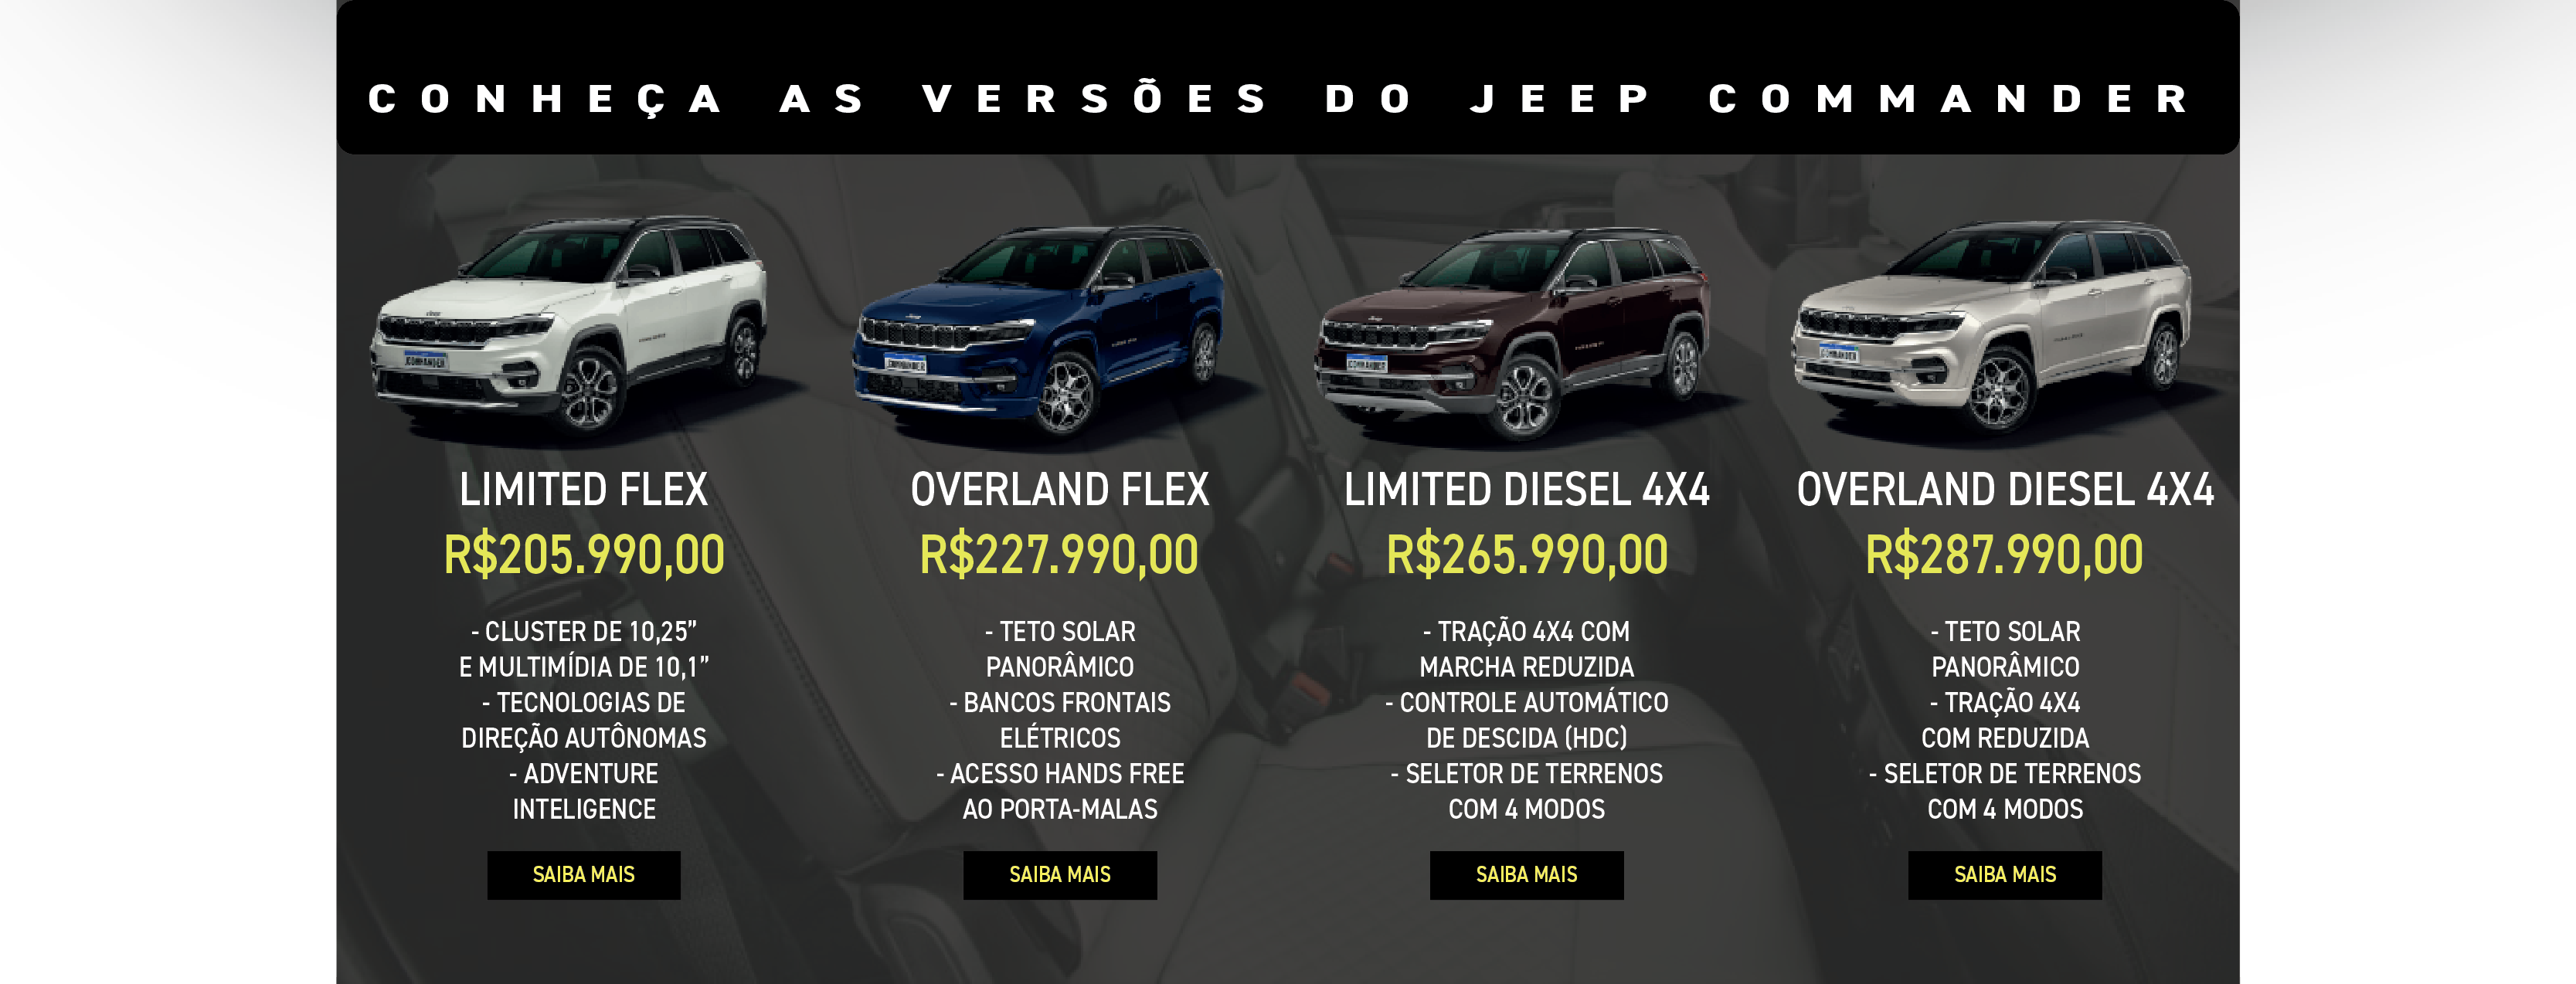 CONHEÇA AS VERSÕES DO JEEP COMMANDER
COMMANDER
LIMITED FLEX
R$205.990,00
- CLUSTER DE 10,25”
E MULTIMÍDIA DE 10,1”
- TECNOLOGIAS DE
DIREÇÃO AUTÔNOMAS
- ADVENTURE
INTELIGENCE
SAIBA MAIS
COMMANDER
OVERLAND FLEX
R$227.990,00
- TETO SOLAR
PANORÂMICO
- BANCOS FRONTAIS
ELÉTRICOS
- ACESSO HANDS FREE
AO PORTA-MALAS
SAIBA MAIS
COMMANDER
LIMITED DIESEL 4X4
R$265.990,00
- TRAÇÃO 4X4 COM
MARCHA REDUZIDA
- CONTROLE AUTOMÁTICO
DE DESCIDA (HDC)
- SELETOR DE TERRENOS
COM 4 MODOS
SAIBA MAIS
COMMANDER
OVERLAND DIESEL 4X4
R$287.990,00
- TETO SOLAR
PANORÂMICO
- TRAÇÃO 4X4
COM REDUZIDA
- SELETOR DE TERRENOS
COM 4 MODOS
SAIBA MAIS